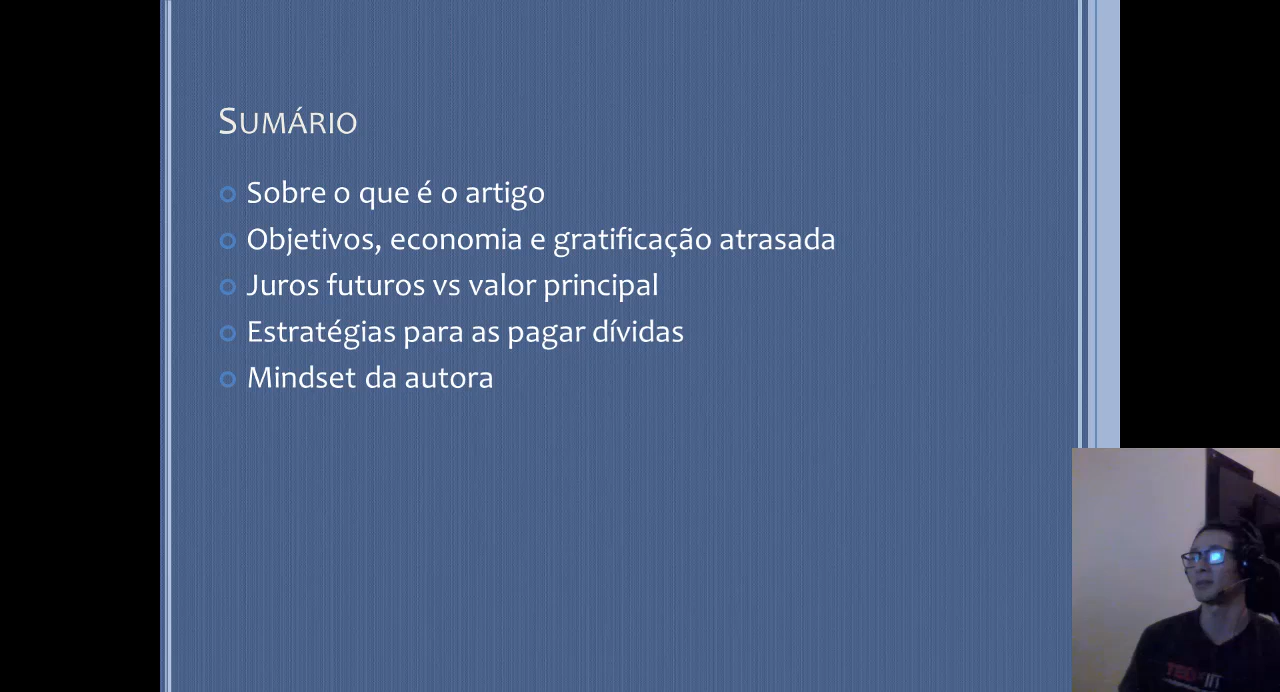 SUMÁRIO
Sobre o que é o artigo
Objetivos, economia e gratificação atrasada
Juros futuros vs valor principal
Estratégias para as pagar dívidas
Mindset da autora